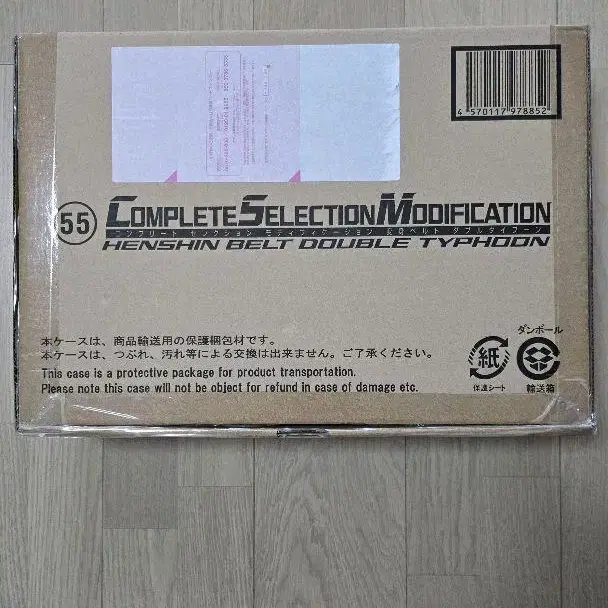 4 570117 978852
55
COMPLETE SELECTION MODIFICATION
コンプリート セレクション モディフィケーション 変身ベルト ダブルタイフーン
HENSHIN BELT DOUBLE TYPHOON
本ケースは、商品輸送用の保護梱包材です。
本ケースは、つぶれ、汚れ等による交換は出来ません。ご了承ください。
This case is a protective package for product transportation.
Please note this case will not be object for refund in case of damage etc.
紙
保護シート
ダンボール
輸送箱